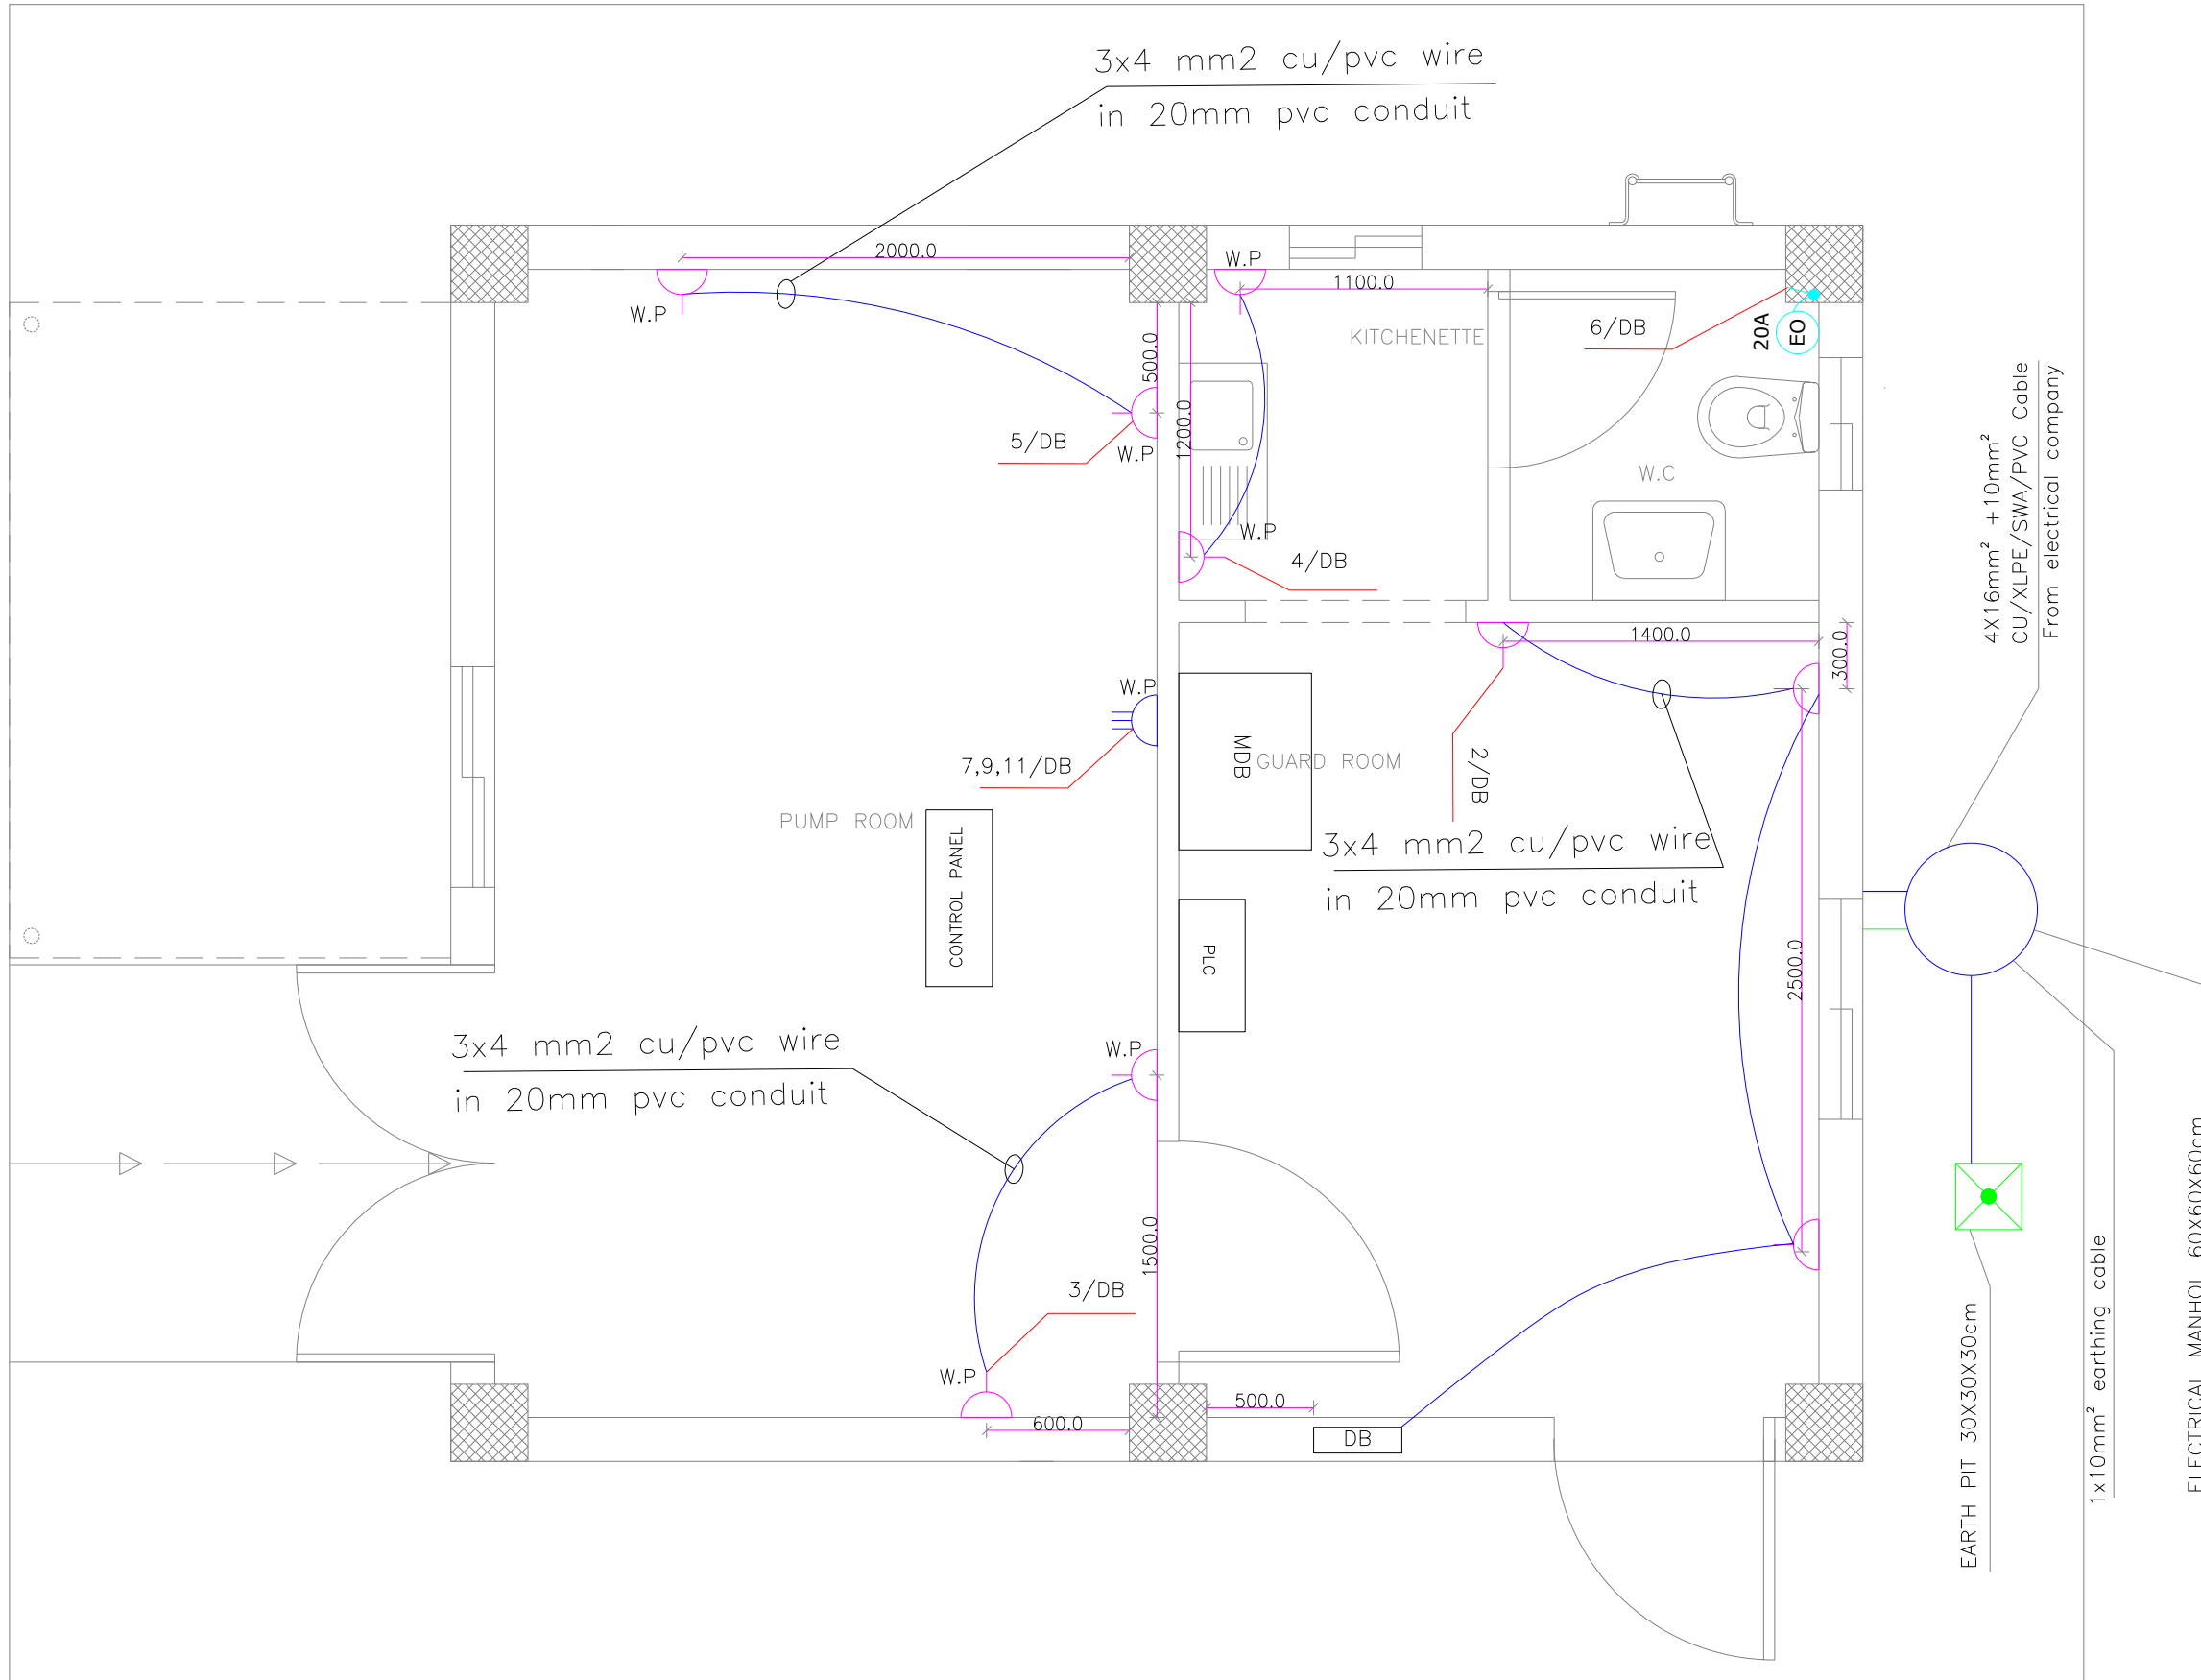 3x4 mm2 cu/pvc wire
in 20mm pvc conduit
2000.0
W.P
W.P
1100.0
KITCHENETTE
6/DB
20A
EO
500.0
1200.0
5/DB
W.P
W.C
W.P
4/DB
4X16mm² +10mm²
CU/XLPE/SWA/PVC Cable
From electrical company
1400.0
300.0
W.P
7,9,11/DB
MDB
GUARD ROOM
2/DB
PUMP ROOM
CONTROL PANEL
3x4 mm2 cu/pvc wire
in 20mm pvc conduit
PLC
2500.0
3x4 mm2 cu/pvc wire
in 20mm pvc conduit
W.P
1500.0
3/DB
W.P
600.0
500.0
DB
EARTH PIT 30X30X30cm
1x10mm² earthing cable
ELECTRICAL MANHOL 60X60X60cm